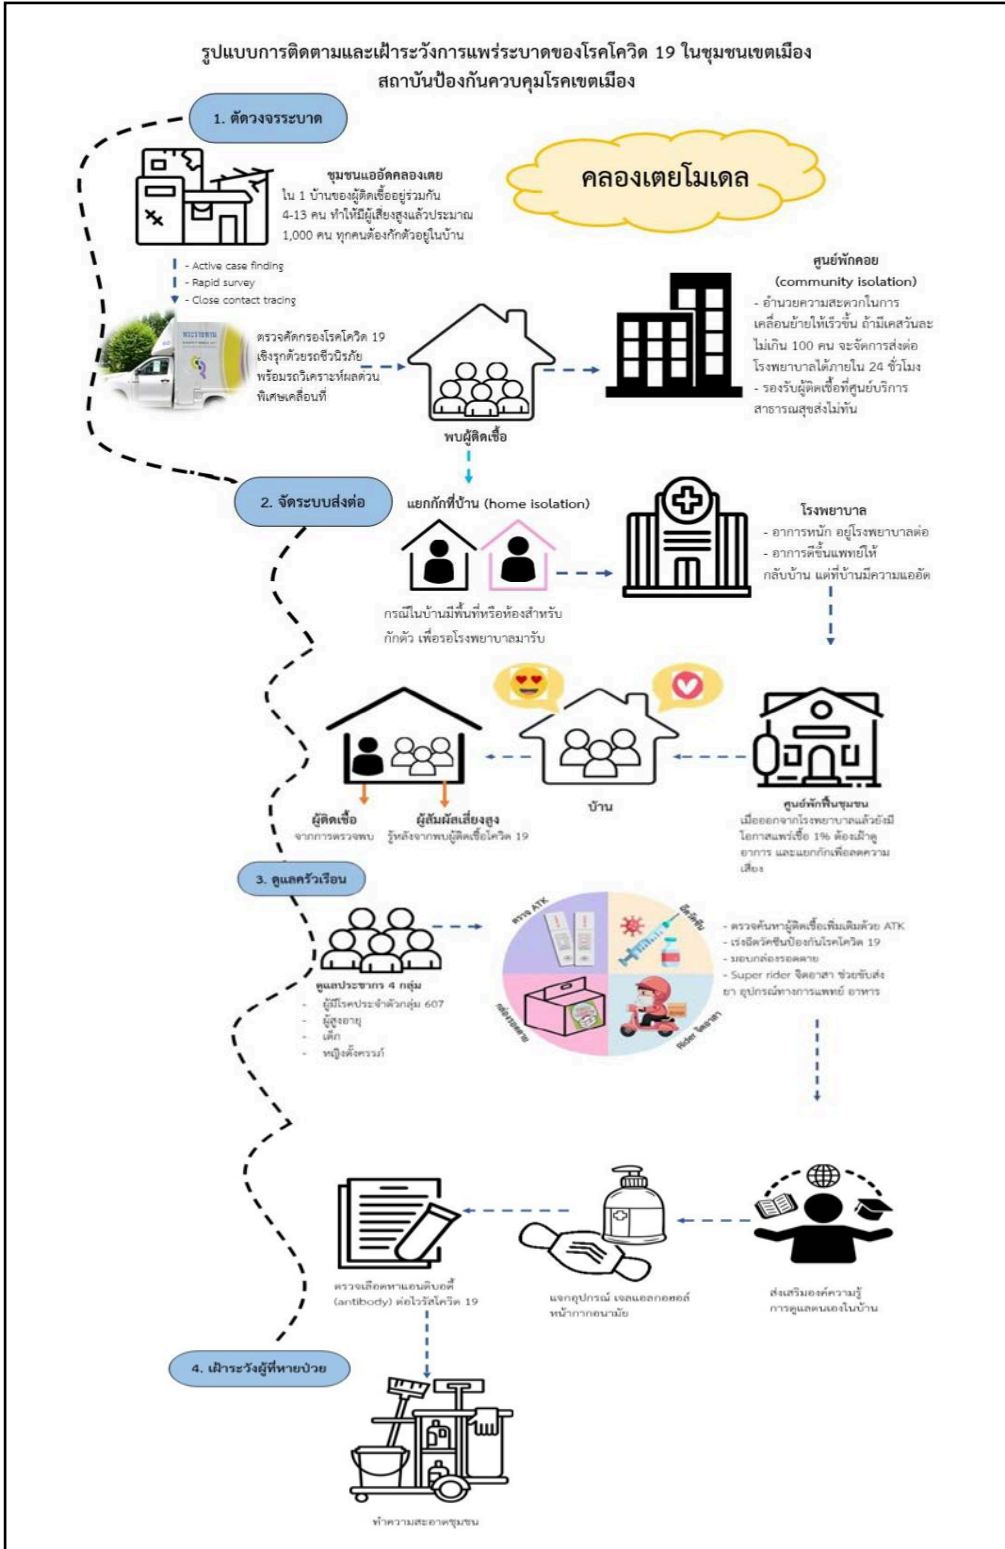 รูปแบบการติดตามและเฝ้าระวังการแพร่ระบาดของโรคโควิด 19 ในชุมชนเขตเมือง
สถาบันป้องกันควบคุมโรคเขตเมือง
1. ตัดวงจรระบาด
คลองเตยโมเดล
ชุมชนแออัดคลองเตย
ใน 1 บ้านของผู้ติดเชื้ออยู่ร่วมกัน
4-13 คน ทำให้มีผู้เสี่ยงสูงแล้วประมาณ
1,000 คน ทุกคนต้องกักตัวอยู่ในบ้าน
- Active case finding
- Rapid survey
- Close contact tracing
ตรวจคัดกรองโรคโควิด 19
เชิงรุกด้วยรถชีวนิรภัย
พร้อมรถวิเคราะห์ผลด่วน
พิเศษเคลื่อนที่
พบผู้ติดเชื้อ
ศูนย์พักคอย
(community isolation)
- อำนวยความสะดวกในการ
เคลื่อนย้ายให้เร็วขึ้น ถ้ามีเคสวันละ
ไม่เกิน 100 คน จะจัดการส่งต่อ
โรงพยาบาลได้ภายใน 24 ชั่วโมง
- รองรับผู้ติดเชื้อที่ศูนย์บริการ
สาธารณสุขส่งไม่ทัน
2. จัดระบบส่งต่อ
แยกกักที่บ้าน (home isolation)
กรณีในบ้านมีพื้นที่หรือห้องสำหรับ
กักตัว เพื่อรอโรงพยาบาลมารับ
โรงพยาบาล
- อาการหนัก อยู่โรงพยาบาลต่อ
- อาการดีขึ้นแพทย์ให้
กลับบ้าน แต่ที่บ้านมีความแออัด
ศูนย์พักฟื้นชุมชน
เมื่อออกจากโรงพยาบาลแล้วยังมี
โอกาสแพร่เชื้อ 1% ต้องเฝ้าดู
อาการ และแยกกักเพื่อลดความ
เสี่ยง
บ้าน
ผู้ติดเชื้อ
จากการตรวจพบ
ผู้สัมผัสเสี่ยงสูง
รู้หลังจากพบผู้ติดเชื้อโควิด 19
3. ดูแลครัวเรือน
ดูแลประชากร 4 กลุ่ม
- ผู้มีโรคประจำตัวกลุ่ม 607
- ผู้สูงอายุ
- เด็ก
- หญิงตั้งครรภ์
ตรวจ ATK
ฉีดวัคซีน
กล่องรอดตาย
Rider จิตอาสา
- ตรวจค้นหาผู้ติดเชื้อเพิ่มเติมด้วย ATK
- เร่งฉีดวัคซีนป้องกันโรคโควิด 19
- มอบกล่องรอดตาย
- Super rider จิตอาสา ช่วยขับส่ง
ยา อุปกรณ์ทางการแพทย์ อาหาร
ส่งเสริมองค์ความรู้
การดูแลตนเองในบ้าน
แจกอุปกรณ์ เจลแอลกอฮอล์
หน้ากากอนามัย
ตรวจเลือดหาแอนติบอดี้
(antibody) ต่อไวรัสโควิด 19
4. เฝ้าระวังผู้ที่หายป่วย
ทำความสะอาดชุมชน